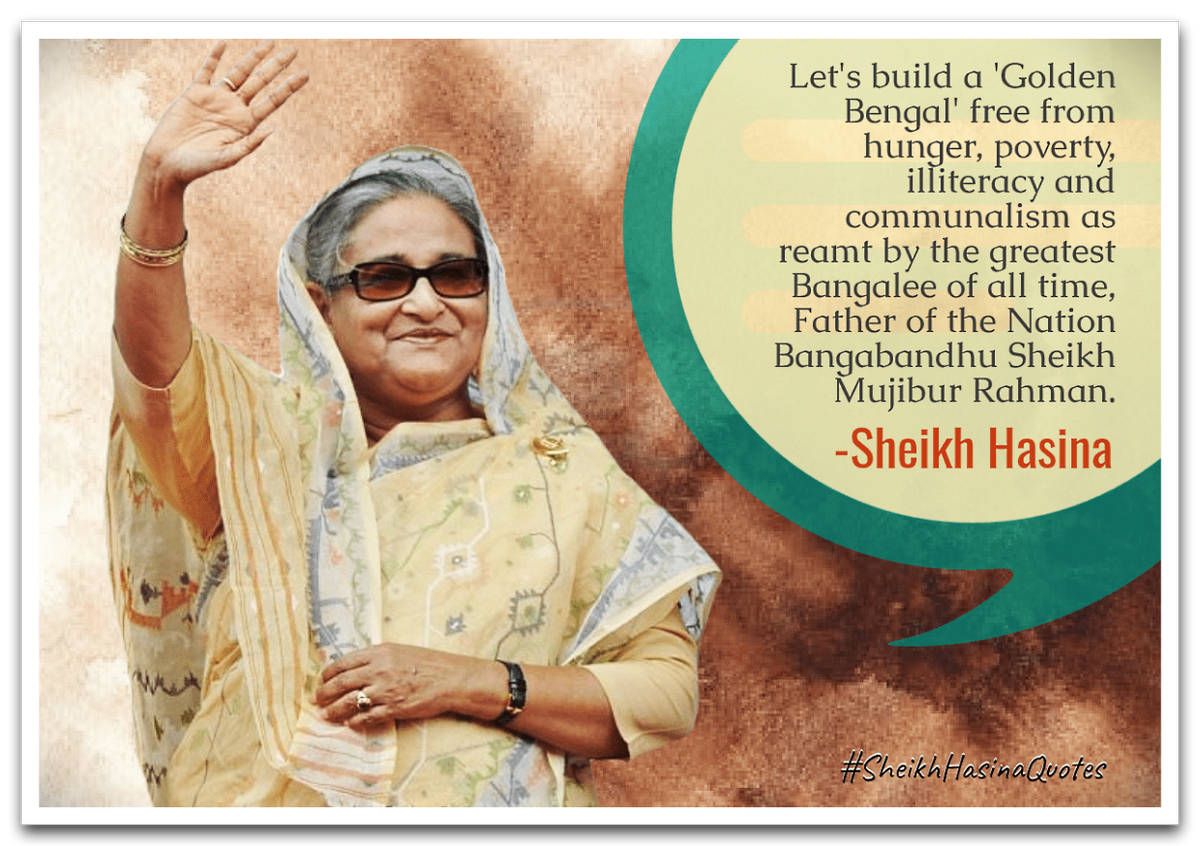 Let's build a 'Golden
Bengal' free from
hunger, poverty,
illiteracy and
communalism as
reamt by the greatest
Bangalee of all time,
Father of the Nation
Bangabandhu Sheikh
Mujibur Rahman.
-Sheikh Hasina
#SheikhHasinaQuotes